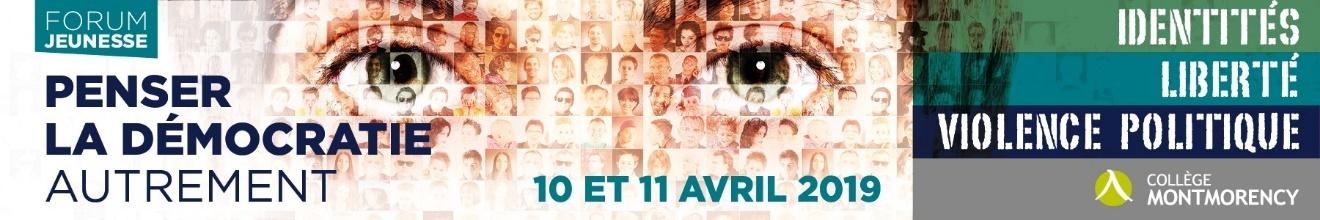 FORUM
JEUNESSE
PENSER
LA DÉMOCRATIE
AUTREMENT
10 ET 11 AVRIL 2019
IDENTITÉS
LIBERTÉ
VIOLENCE POLITIQUE
COLLÈGE
MONTMORENCY